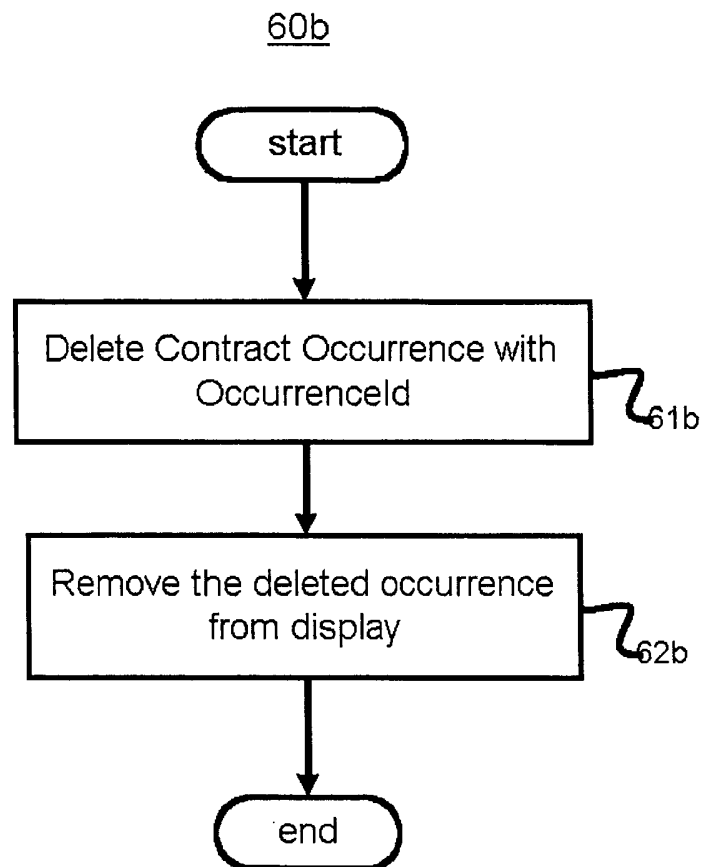 60b
start
Delete Contract Occurrence with
OccurrenceId
61b
Remove the deleted occurrence
from display
62b
end